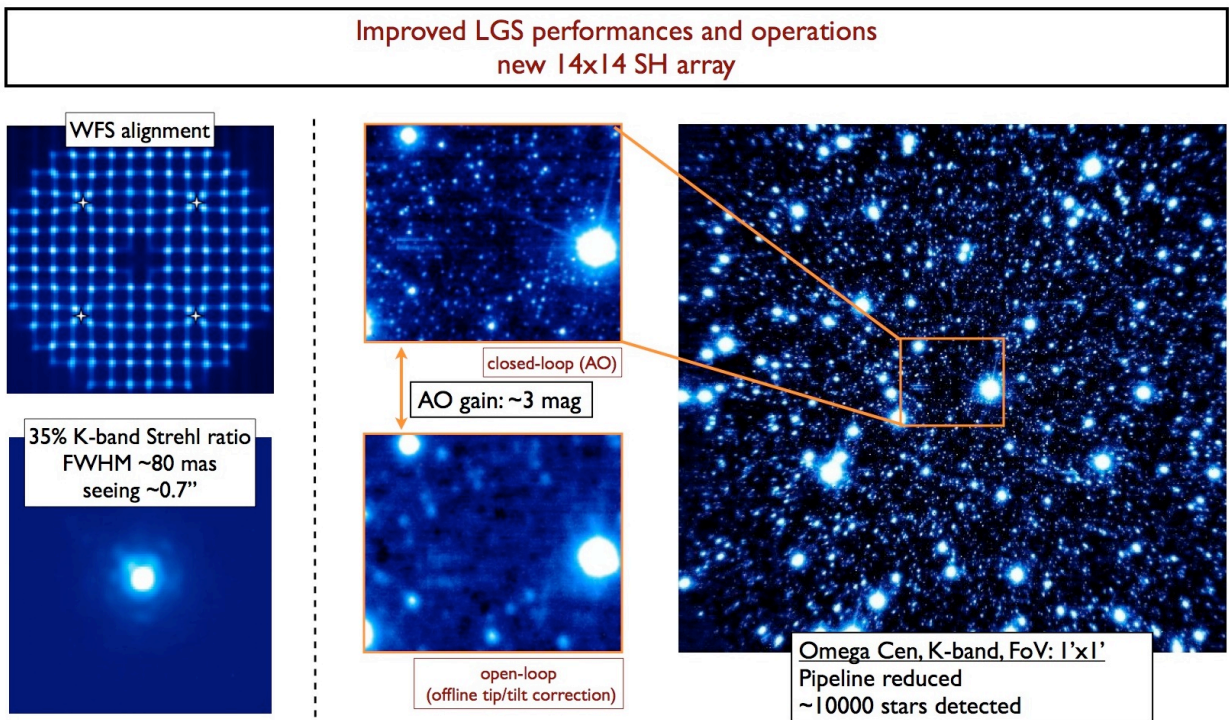 Improved LGS performances and operations
new 14x14 SH array
WFS alignment
35% K-band Strehl ratio
FWHM ~80 mas
seeing ~0.7”
closed-loop (AO)
AO gain: ~3 mag
open-loop
(offline tip/tilt correction)
Omega Cen, K-band, FoV: 1'x1'
Pipeline reduced
~10000 stars detected